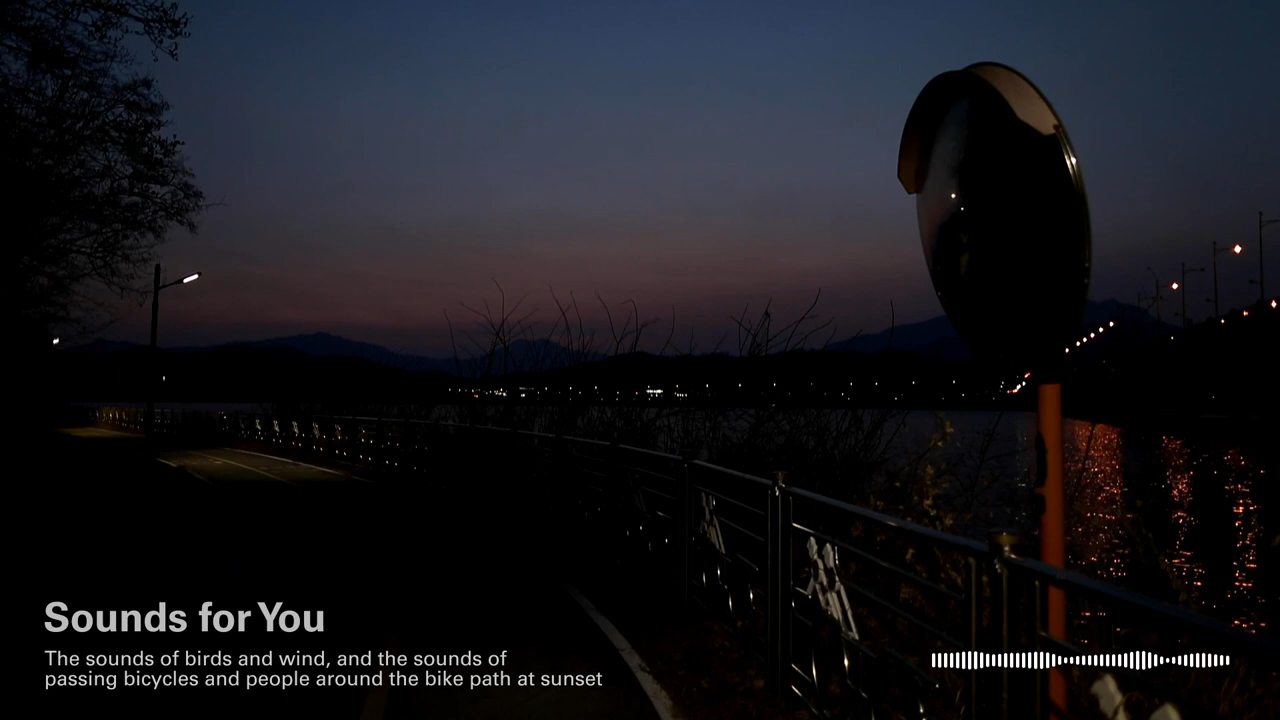 Sounds for You
The sounds of birds and wind, and the sounds of
passing bicycles and people around the bike path at sunset